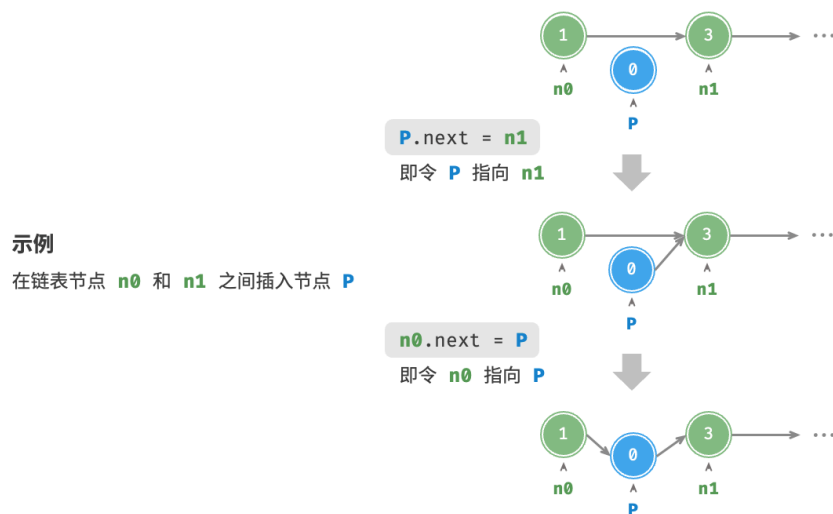 1
3
...
0
n0
n1
P
P.next = n1
即令 P 指向 n1
1
3
...
示例
0
在链表节点 n0 和 n1 之间插入节点 P
n0
n1
P
n0.next = P
即令 n0 指向 P
1
3
...
0
n0
n1
P